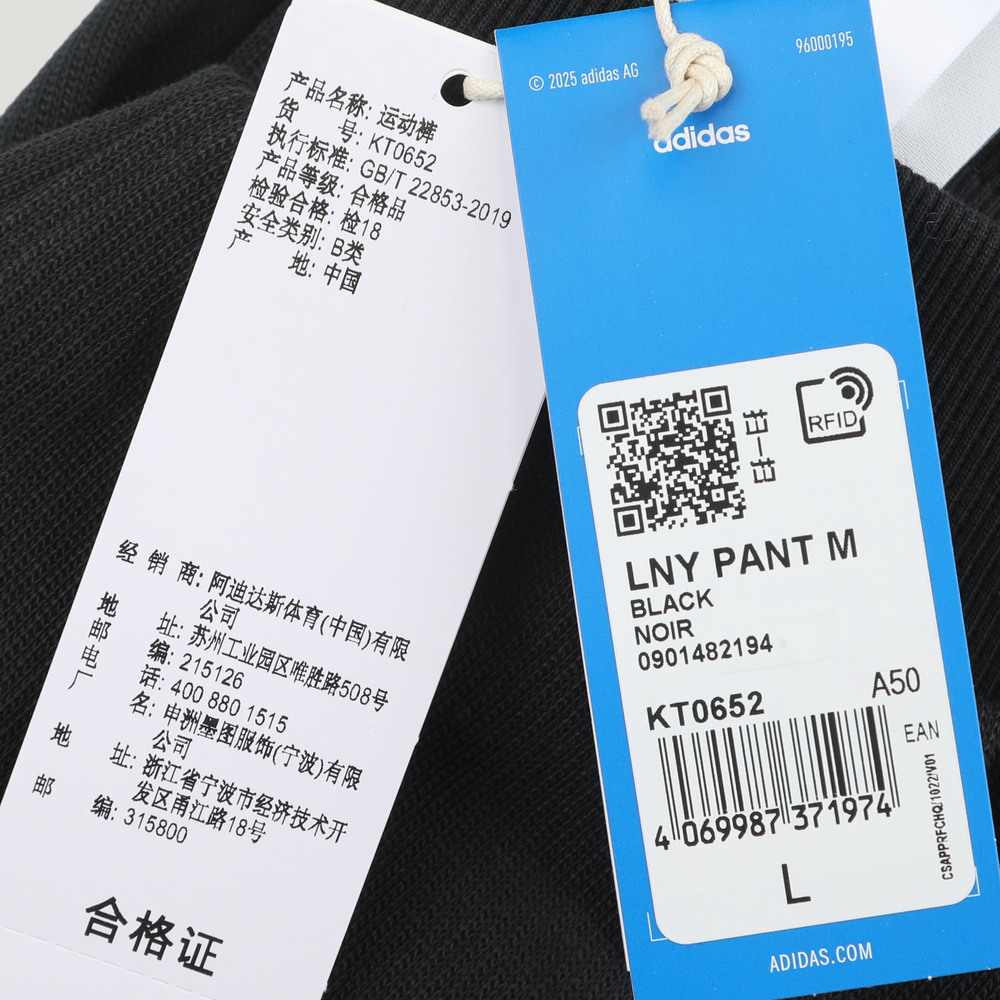 产品名称: 运动裤
货 号: KT0652
执行标准: GB/T 22853-2019
产品等级: 合格品
检验合格: 检18
安全类别: B类
产 地: 中国
经 销 商: 阿迪达斯体育(中国)有限
公司
地 址: 苏州工业园区唯胜路508号
邮 编: 215126
电 话: 400 880 1515
厂 名: 申洲墨图服饰(宁波)有限
公司
地 址: 浙江省宁波市经济技术开
发区甬江路18号
邮 编: 315800
合格证
© 2025 adidas AG
96000195
adidas
扫一扫
RFID
LNY PANT M
BLACK
NOIR
0901482194
KT0652
A50
EAN
4 069987 371974
CSAPPRFCHQ/1022/V01
L
ADIDAS.COM